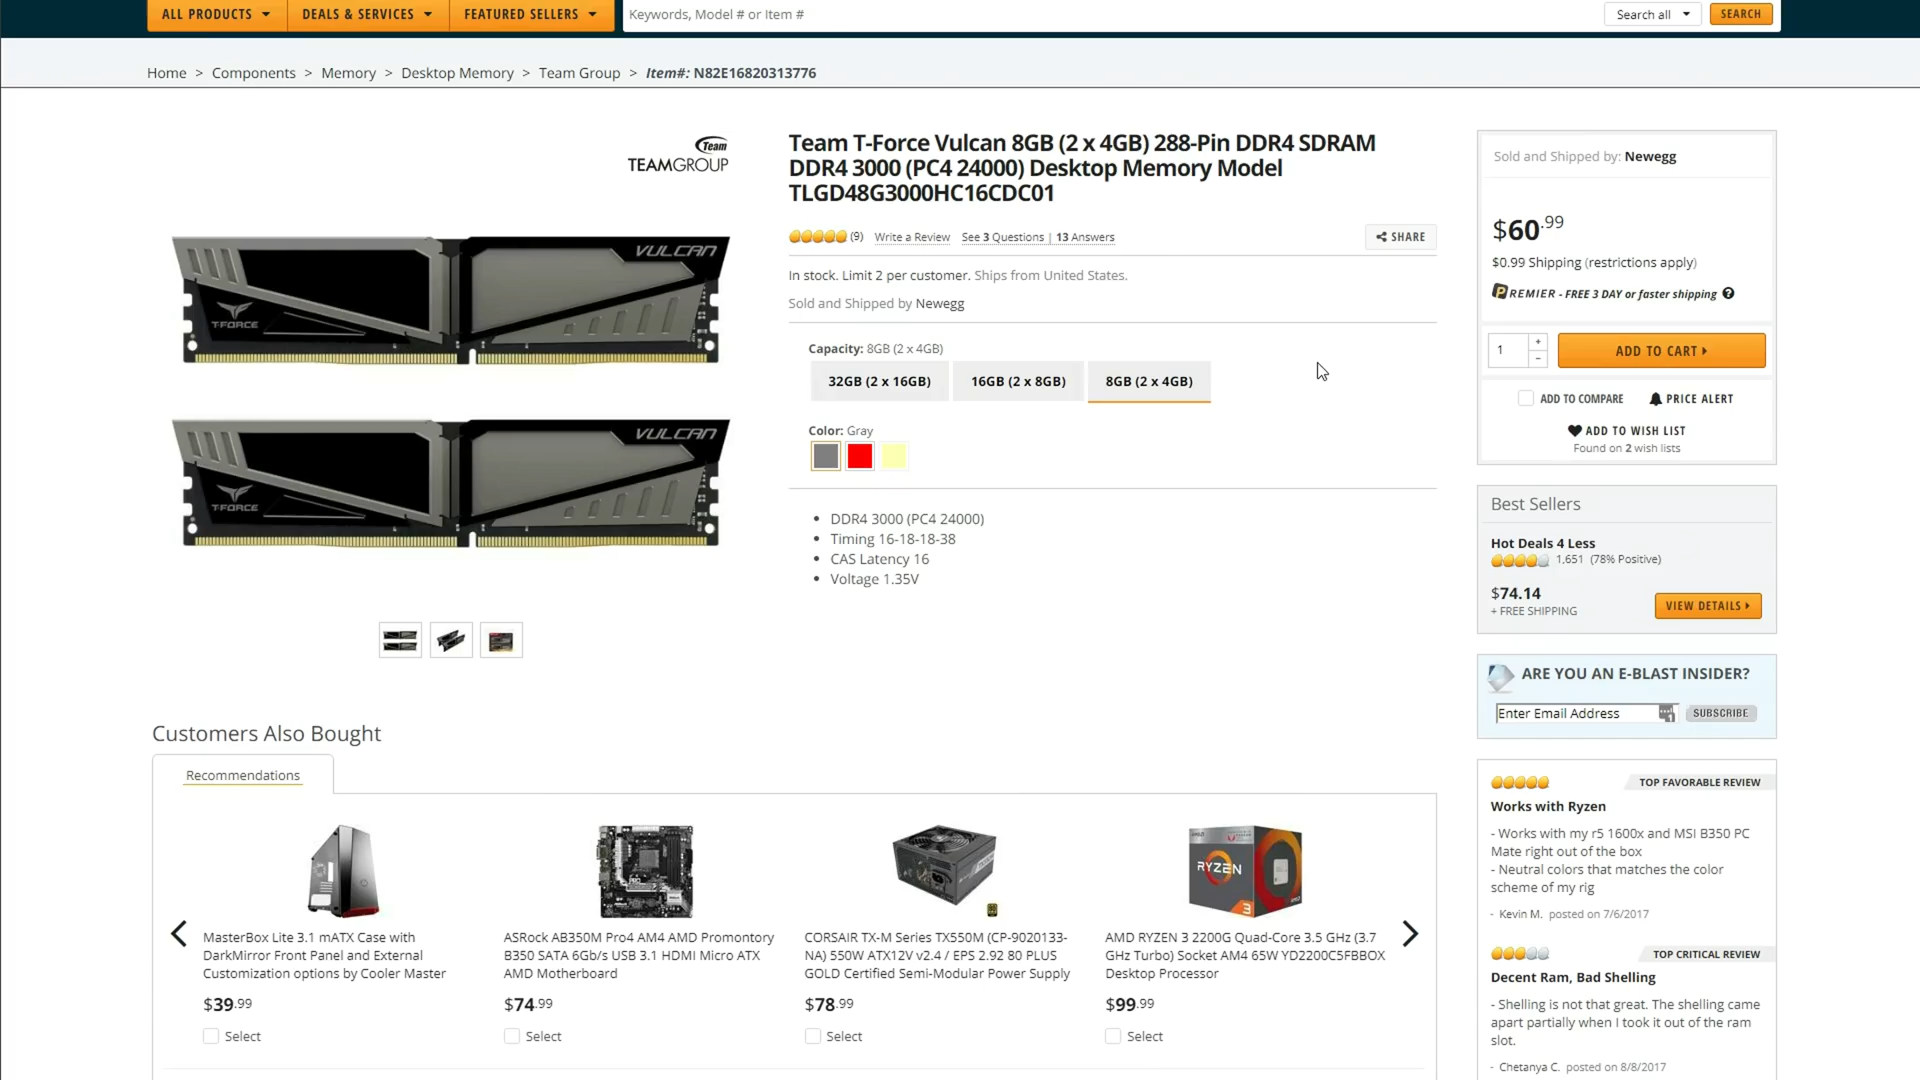 ALL PRODUCTS
DEALS & SERVICES
FEATURED SELLERS
Keywords, Model # or Item #
Search all
SEARCH
Home > Components > Memory > Desktop Memory > Team Group > Item#: N82E16820313776
Team
TEAMGROUP
VULCAN
T-FORCE
VULCAN
T-FORCE
Team T-Force Vulcan 8GB (2 x 4GB) 288-Pin DDR4 SDRAM
DDR4 3000 (PC4 24000) Desktop Memory Model
TLGD48G3000HC16CDC01
(9) Write a Review See 3 Questions | 13 Answers
SHARE
In stock. Limit 2 per customer. Ships from United States.
Sold and Shipped by Newegg
Capacity: 8GB (2 x 4GB)
32GB (2 x 16GB)
16GB (2 x 8GB)
8GB (2 x 4GB)
Color: Gray
• DDR4 3000 (PC4 24000)
• Timing 16-18-18-38
• CAS Latency 16
• Voltage 1.35V
Sold and Shipped by: Newegg
$60.99
$0.99 Shipping (restrictions apply)
PREMIER - FREE 3 DAY or faster shipping ?
1
+
-
ADD TO CART
ADD TO COMPARE
PRICE ALERT
ADD TO WISH LIST
Found on 2 wish lists
Best Sellers
Hot Deals 4 Less
1,651 (78% Positive)
$74.14
+ FREE SHIPPING
VIEW DETAILS
ARE YOU AN E-BLAST INSIDER?
Enter Email Address
SUBSCRIBE
TOP FAVORABLE REVIEW
Works with Ryzen
- Works with my r5 1600x and MSI B350 PC
Mate right out of the box
- Neutral colors that matches the color
scheme of my rig
- Kevin M. posted on 7/6/2017
TOP CRITICAL REVIEW
Decent Ram, Bad Shelling
- Shelling is not that great. The shelling came
apart partially when I took it out of the ram
slot.
- Chetanya C. posted on 8/8/2017
Customers Also Bought
Recommendations
MasterBox Lite 3.1 mATX Case with
DarkMirror Front Panel and External
Customization options by Cooler Master
$39.99
Select
ASRock AB350M Pro4 AM4 AMD Promontory
B350 SATA 6Gb/s USB 3.1 HDMI Micro ATX
AMD Motherboard
$74.99
Select
CORSAIR TX-M Series TX550M (CP-9020133-
NA) 550W ATX12V v2.4 / EPS 2.92 80 PLUS
GOLD Certified Semi-Modular Power Supply
$78.99
Select
RYZEN
3
AMD RYZEN 3 2200G Quad-Core 3.5 GHz (3.7
GHz Turbo) Socket AM4 65W YD2200C5FBBOX
Desktop Processor
$99.99
Select